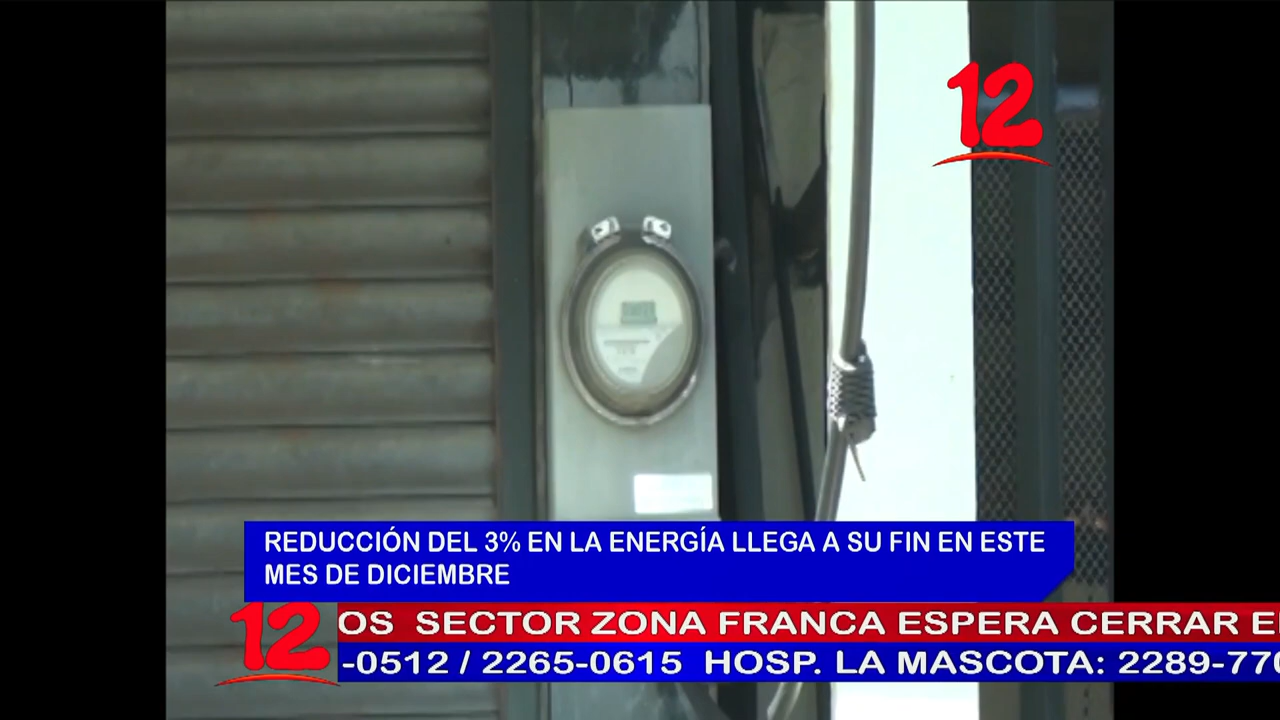 12
REDUCCIÓN DEL 3% EN LA ENERGÍA LLEGA A SU FIN EN ESTE
MES DE DICIEMBRE
12
OS SECTOR ZONA FRANCA ESPERA CERRAR
-0512 / 2265-0615 HOSP. LA MASCOTA: 2289-770